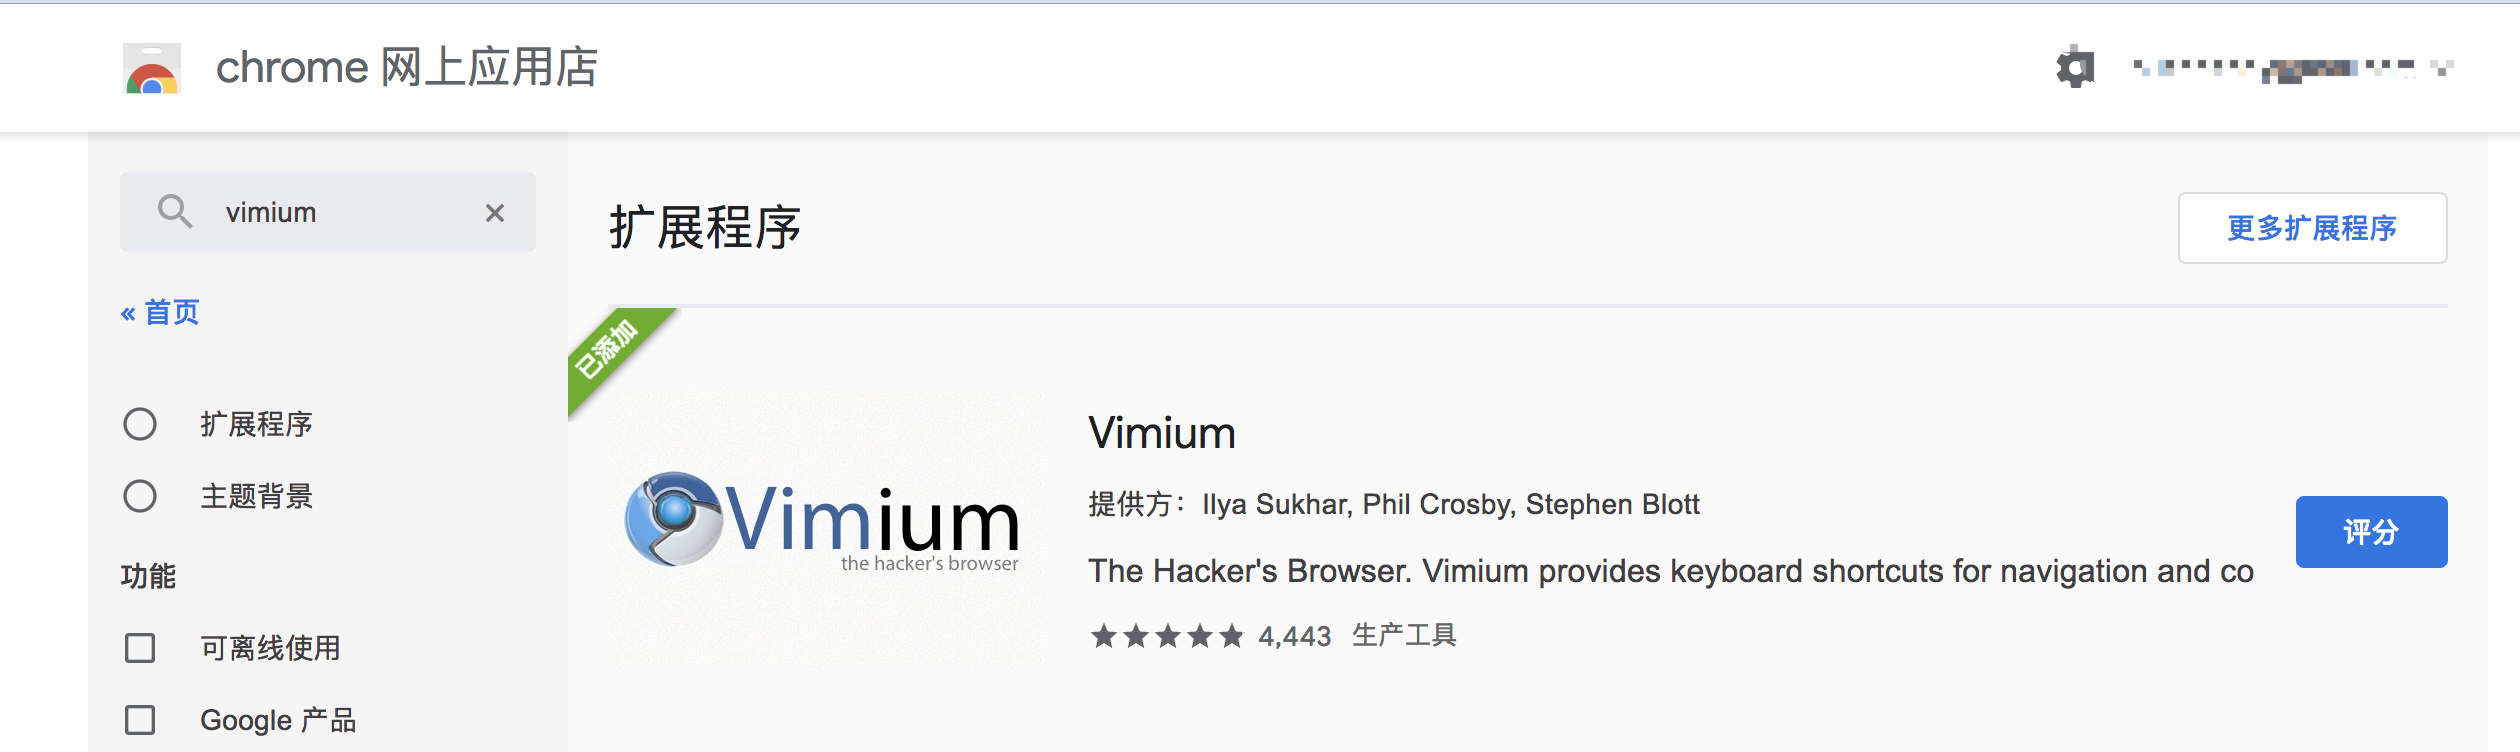 chrome 网上应用店
vimium
« 首页
扩展程序
主题背景
功能
可离线使用
Google 产品
扩展程序
更多扩展程序
已添加
Vimium
the hacker's browser
Vimium
提供方：Ilya Sukhar, Phil Crosby, Stephen Blott
The Hacker's Browser. Vimium provides keyboard shortcuts for navigation and co
4,443 生产工具
评分